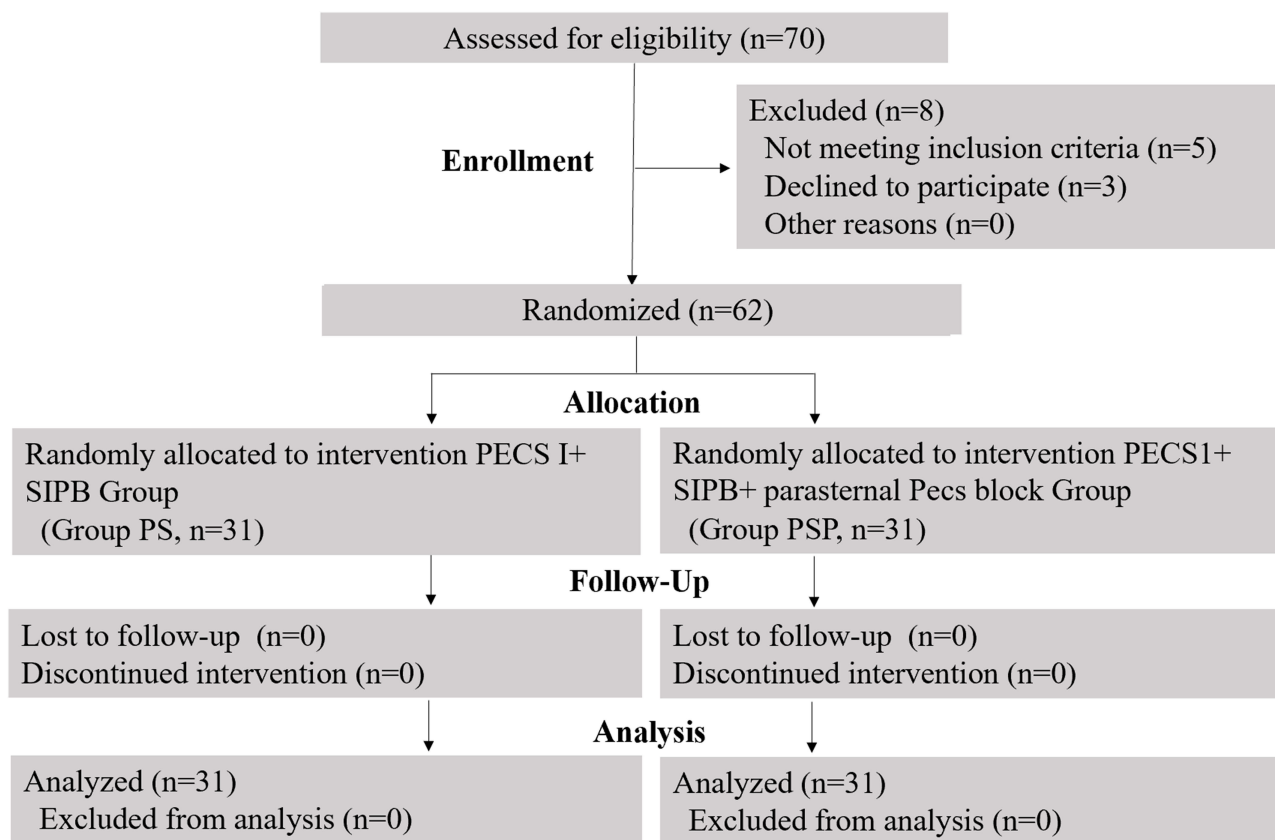 Assessed for eligibility (n=70)
Excluded (n=8)
Not meeting inclusion criteria (n=5)
Declined to participate (n=3)
Other reasons (n=0)
Enrollment
Randomized (n=62)
Allocation
Randomly allocated to intervention PECS I+
SIPB Group
(Group PS, n=31)
Randomly allocated to intervention PECS1+
SIPB+ parasternal Pecs block Group
(Group PSP, n=31)
Follow-Up
Lost to follow-up (n=0)
Discontinued intervention (n=0)
Lost to follow-up (n=0)
Discontinued intervention (n=0)
Analysis
Analyzed (n=31)
Excluded from analysis (n=0)
Analyzed (n=31)
Excluded from analysis (n=0)